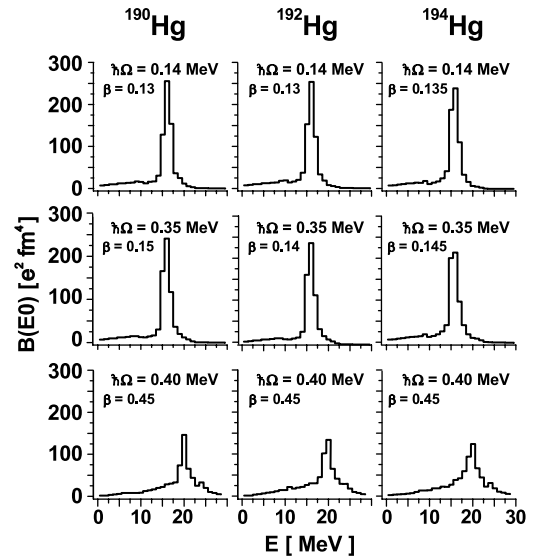 ¹⁹⁰Hg ¹⁹²Hg ¹⁹⁴Hg
300 ħΩ = 0.14 MeV ħΩ = 0.14 MeV ħΩ = 0.14 MeV
β = 0.13 β = 0.13 β = 0.135
200
100
0
300 ħΩ = 0.35 MeV ħΩ = 0.35 MeV ħΩ = 0.35 MeV
β = 0.15 β = 0.14 β = 0.145
200
100
0
B(E0) [e² fm⁴]
300 ħΩ = 0.40 MeV ħΩ = 0.40 MeV ħΩ = 0.40 MeV
β = 0.45 β = 0.45 β = 0.45
200
100
0
0 10 20 0 10 20 0 10 20 30
E [ MeV ]